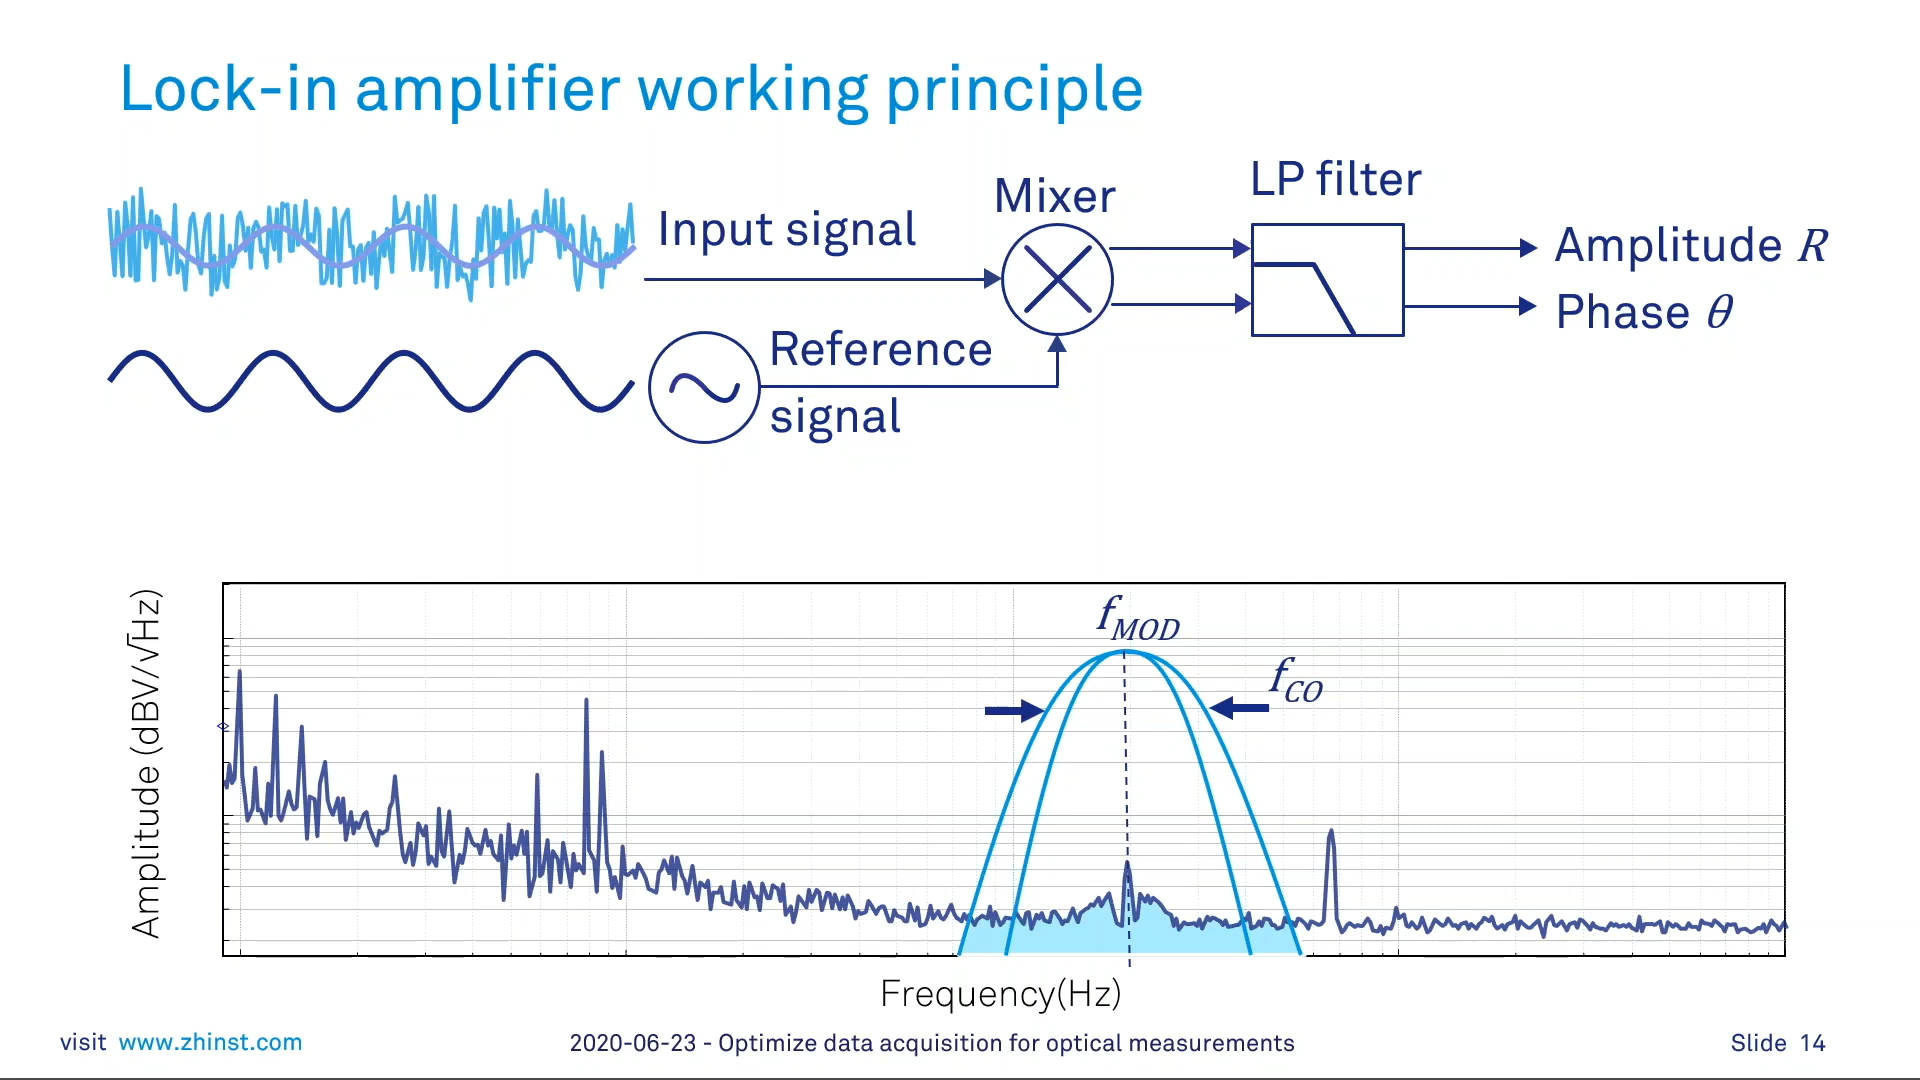 Lock-in amplifier working principle
Input signal
Mixer
LP filter
Amplitude R
Phase θ
Reference
signal
Amplitude (dBV/√Hz)
f_MOD
f_CO
Frequency(Hz)
visit www.zhinst.com
2020-06-23 - Optimize data acquisition for optical measurements
Slide 14